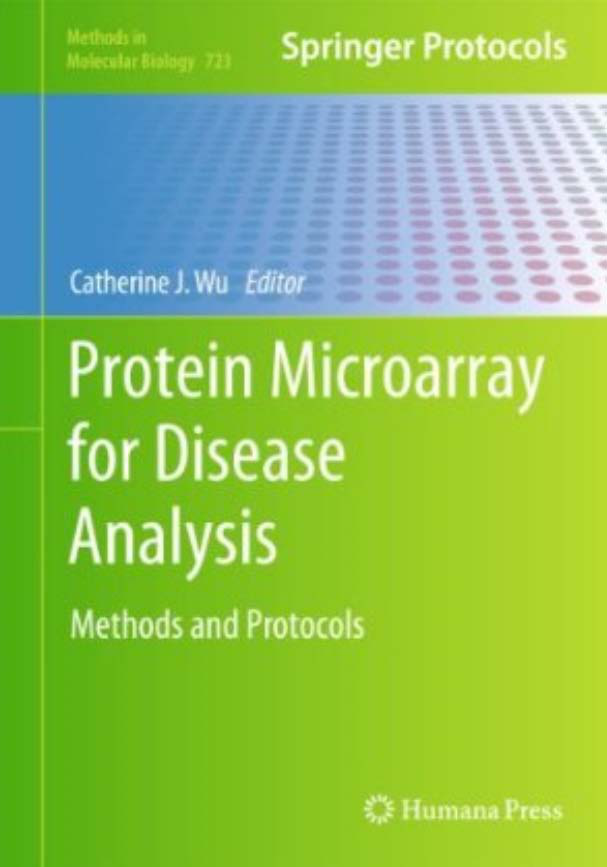 Methods in
Molecular Biology 723
Springer Protocols
Catherine J. Wu Editor
Protein Microarray
for Disease
Analysis
Methods and Protocols
Humana Press